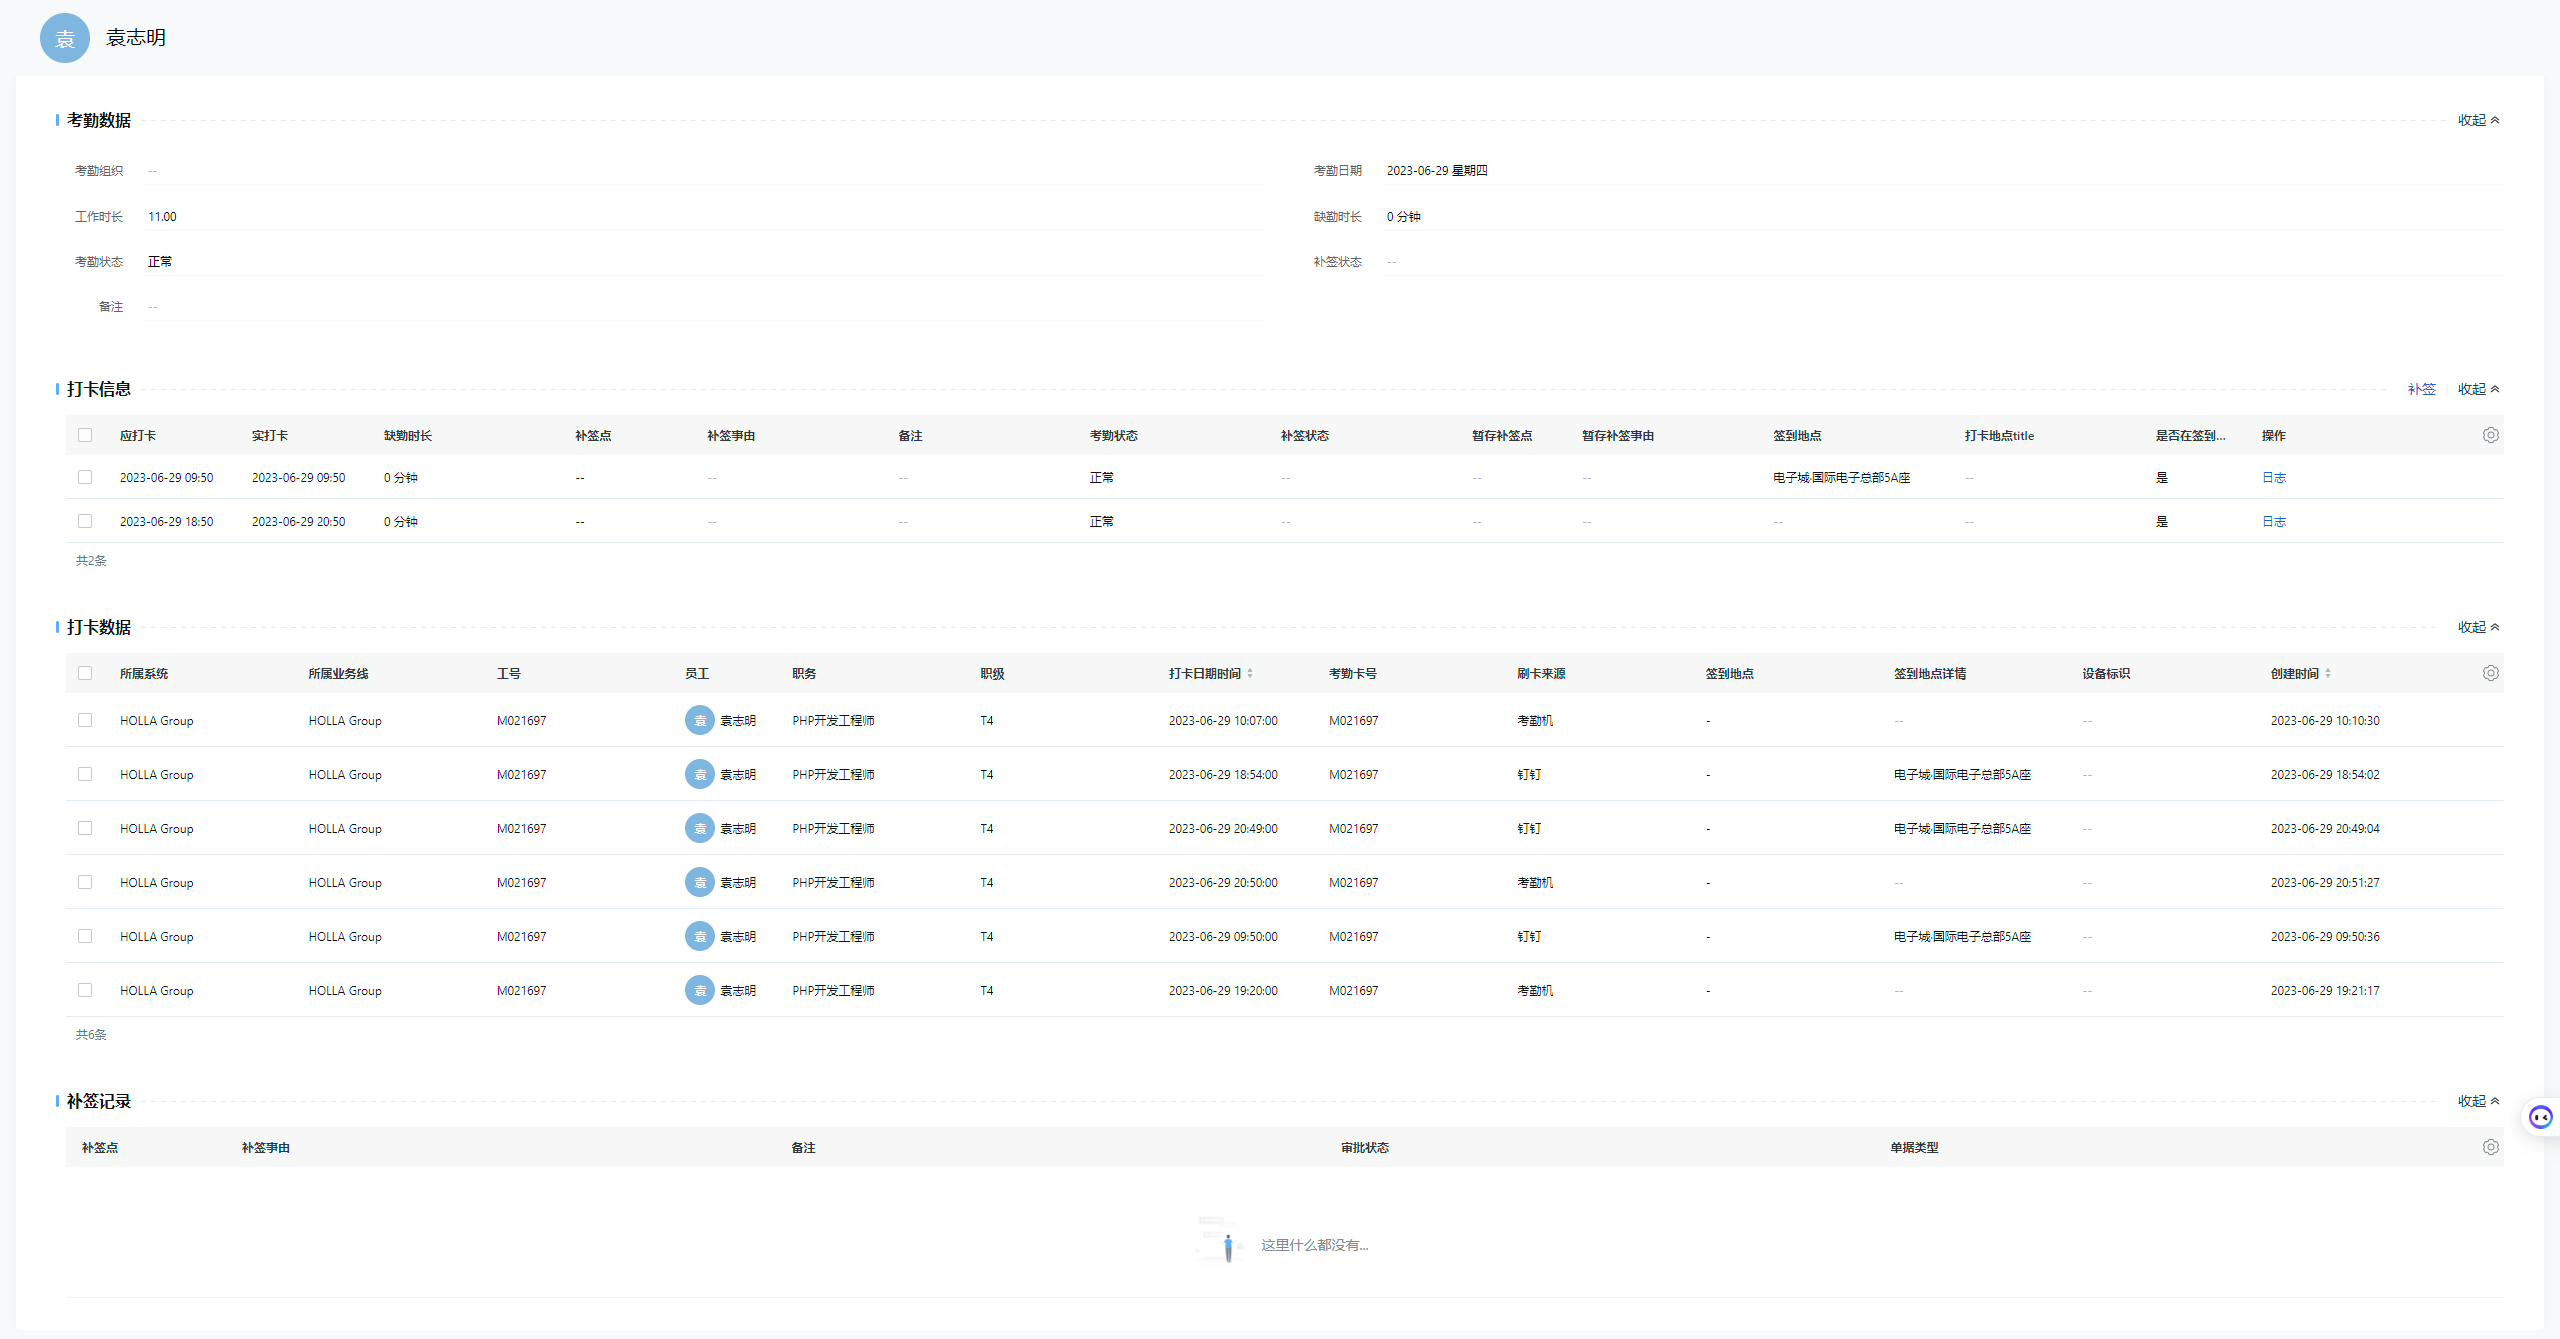 袁 袁志明
考勤数据 收起
考勤组织 -- 考勤日期 2023-06-29 星期四
工作时长 11.00 缺勤时长 0 分钟
考勤状态 正常 补签状态 --
备注 --
打卡信息 补签 收起
应打卡 实打卡 缺勤时长 补签点 补签事由 备注 考勤状态 补签状态 暂存补签点 暂存补签事由 签到地点 打卡地点title 是否在签到... 操作
2023-06-29 09:50 2023-06-29 09:50 0 分钟 -- -- -- 正常 -- -- -- 电子城·国际电子总部5A座 -- 是 日志
2023-06-29 18:50 2023-06-29 20:50 0 分钟 -- -- -- 正常 -- -- -- -- -- 是 日志
共2条
打卡数据 收起
所属系统 所属业务线 工号 员工 职务 职级 打卡日期时间 考勤卡号 刷卡来源 签到地点 签到地点详情 设备标识 创建时间
HOLLA Group HOLLA Group M021697 袁 袁志明 PHP开发工程师 T4 2023-06-29 10:07:00 M021697 考勤机 - -- -- 2023-06-29 10:10:30
HOLLA Group HOLLA Group M021697 袁 袁志明 PHP开发工程师 T4 2023-06-29 18:54:00 M021697 钉钉 - 电子城·国际电子总部5A座 -- 2023-06-29 18:54:02
HOLLA Group HOLLA Group M021697 袁 袁志明 PHP开发工程师 T4 2023-06-29 20:49:00 M021697 钉钉 - 电子城·国际电子总部5A座 -- 2023-06-29 20:49:04
HOLLA Group HOLLA Group M021697 袁 袁志明 PHP开发工程师 T4 2023-06-29 20:50:00 M021697 考勤机 - -- -- 2023-06-29 20:51:27
HOLLA Group HOLLA Group M021697 袁 袁志明 PHP开发工程师 T4 2023-06-29 09:50:00 M021697 钉钉 - 电子城·国际电子总部5A座 -- 2023-06-29 09:50:36
HOLLA Group HOLLA Group M021697 袁 袁志明 PHP开发工程师 T4 2023-06-29 19:20:00 M021697 考勤机 - -- -- 2023-06-29 19:21:17
共6条
补签记录 收起
补签点 补签事由 备注 审批状态 单据类型
这里什么都没有...